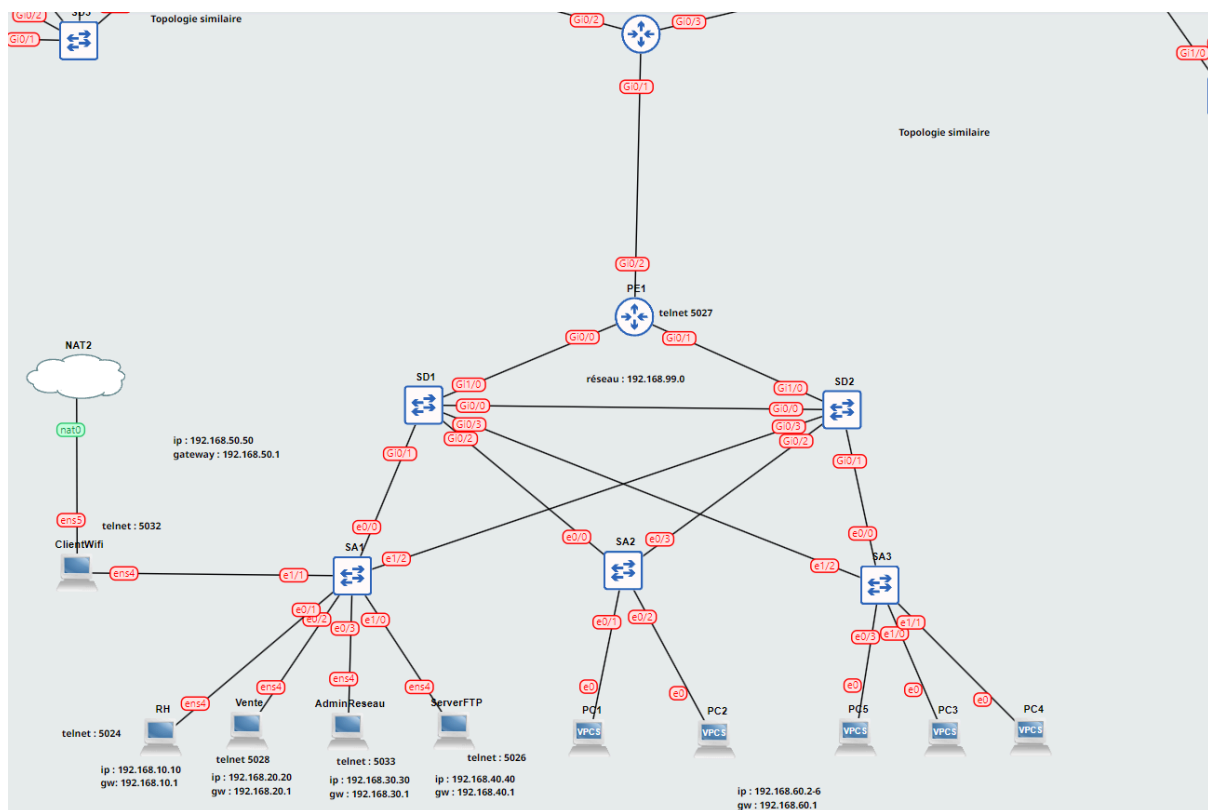 Sp3
Topologie similaire
Gi0/1
Gi0/2
Gi0/3
Gi1/0
Gi0/1
Topologie similaire
Gi0/2
PE1
telnet 5027
Gi0/0
Gi0/1
NAT2
SD1
Gi1/0
réseau : 192.168.99.0
Gi1/0
SD2
Gi0/0
Gi0/0
Gi0/3
Gi0/3
Gi0/2
Gi0/2
nat0
ip : 192.168.50.50
gateway : 192.168.50.1
Gi0/1
Gi0/1
ens5
telnet : 5032
e0/0
e0/0
e0/3
e0/0
ClientWifi
SA1
SA2
SA3
ens4
e1/1
e1/2
e1/2
e0/1
e0/2
e0/3
e1/0
e0/1
e0/2
e0/3
e1/0
e1/1
ens4
ens4
ens4
ens4
e0
e0
e0
e0
e0
RH
Vente
AdminReseau
ServerFTP
PC1
PC2
PC5
PC3
PC4
VPCS
VPCS
VPCS
VPCS
VPCS
telnet : 5024
telnet 5028
telnet : 5033
telnet : 5026
ip : 192.168.10.10
gw: 192.168.10.1
ip : 192.168.20.20
gw : 192.168.20.1
ip : 192.168.30.30
gw : 192.168.30.1
ip : 192.168.40.40
gw : 192.168.40.1
ip : 192.168.60.2-6
gw : 192.168.60.1